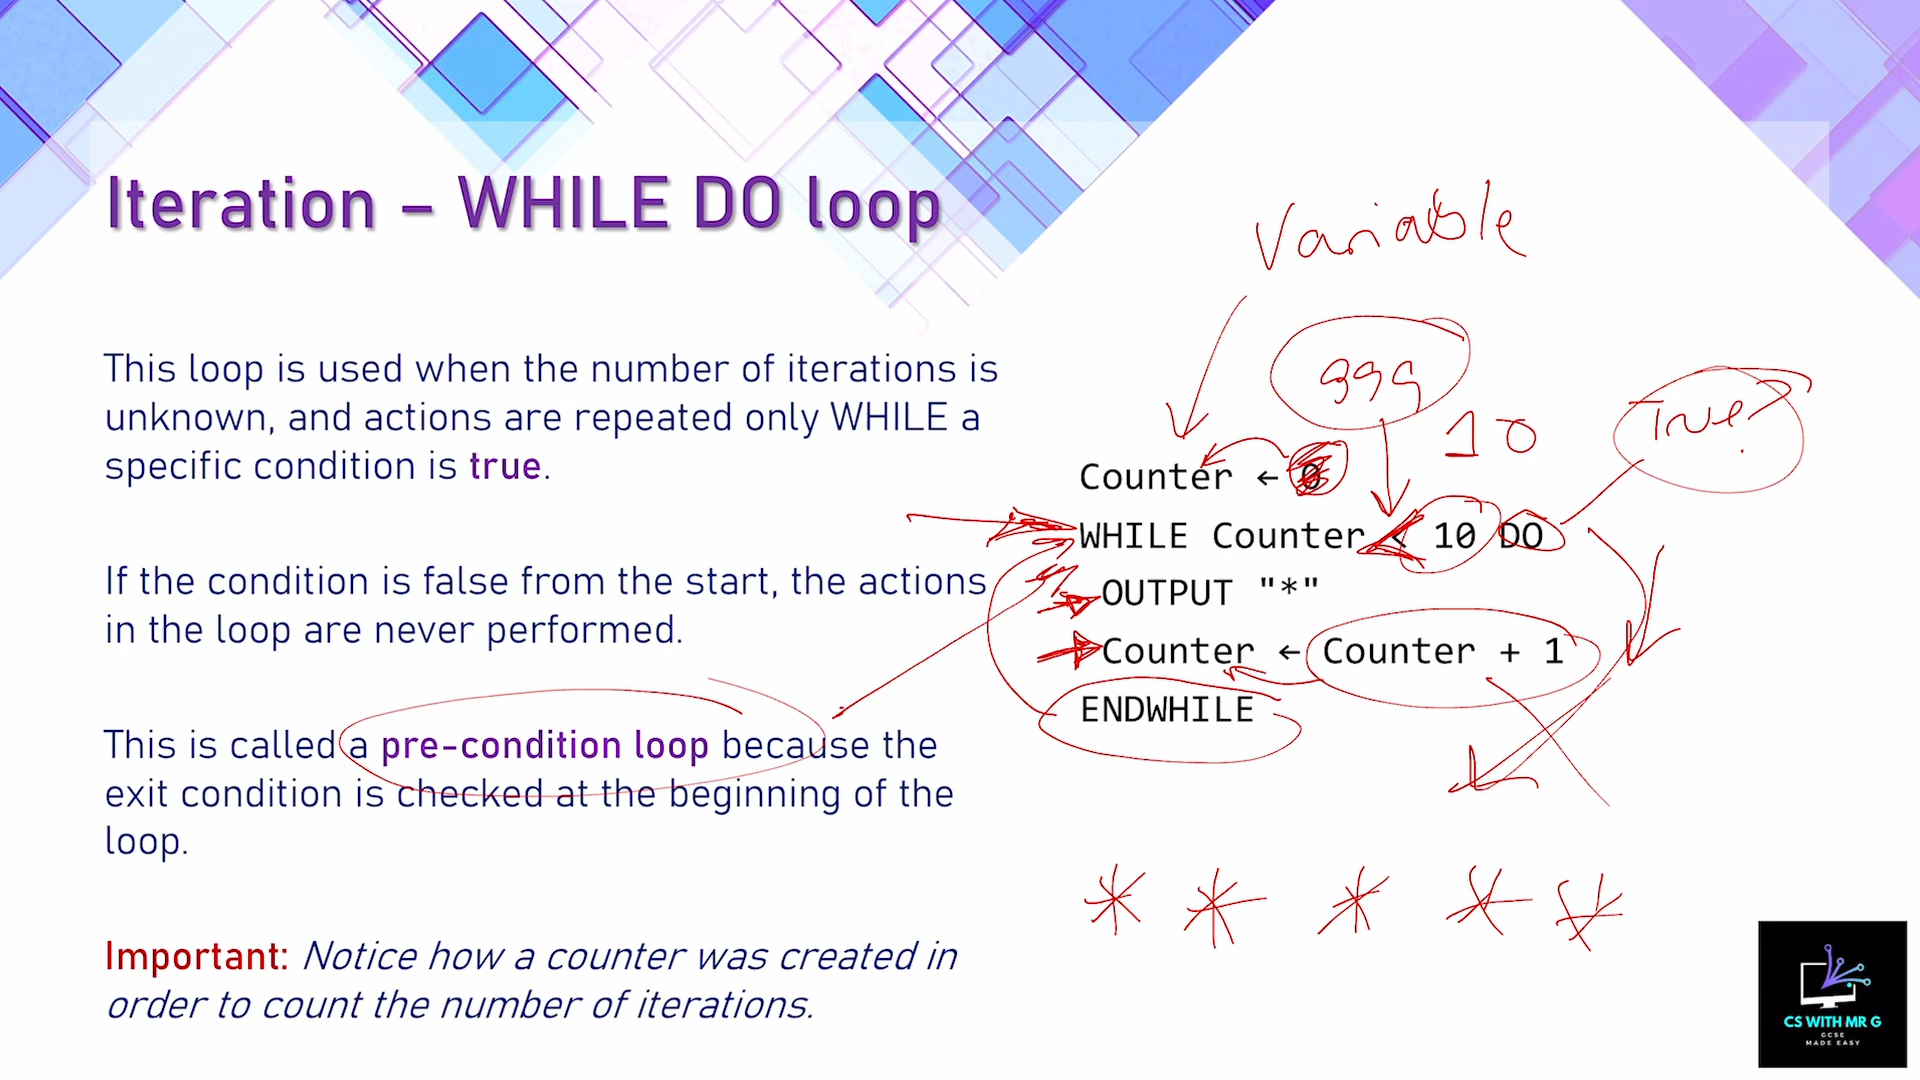 Iteration – WHILE DO loop
This loop is used when the number of iterations is
unknown, and actions are repeated only WHILE a
specific condition is true.
If the condition is false from the start, the actions
in the loop are never performed.
This is called a pre-condition loop because the
exit condition is checked at the beginning of the
loop.
Important: Notice how a counter was created in
order to count the number of iterations.
Variable
999
10
True
Counter ← 0
WHILE Counter < 10 DO
OUTPUT "*"
Counter ← Counter + 1
ENDWHILE
* * * * *
CS WITH MR G
GCSE
MADE EASY